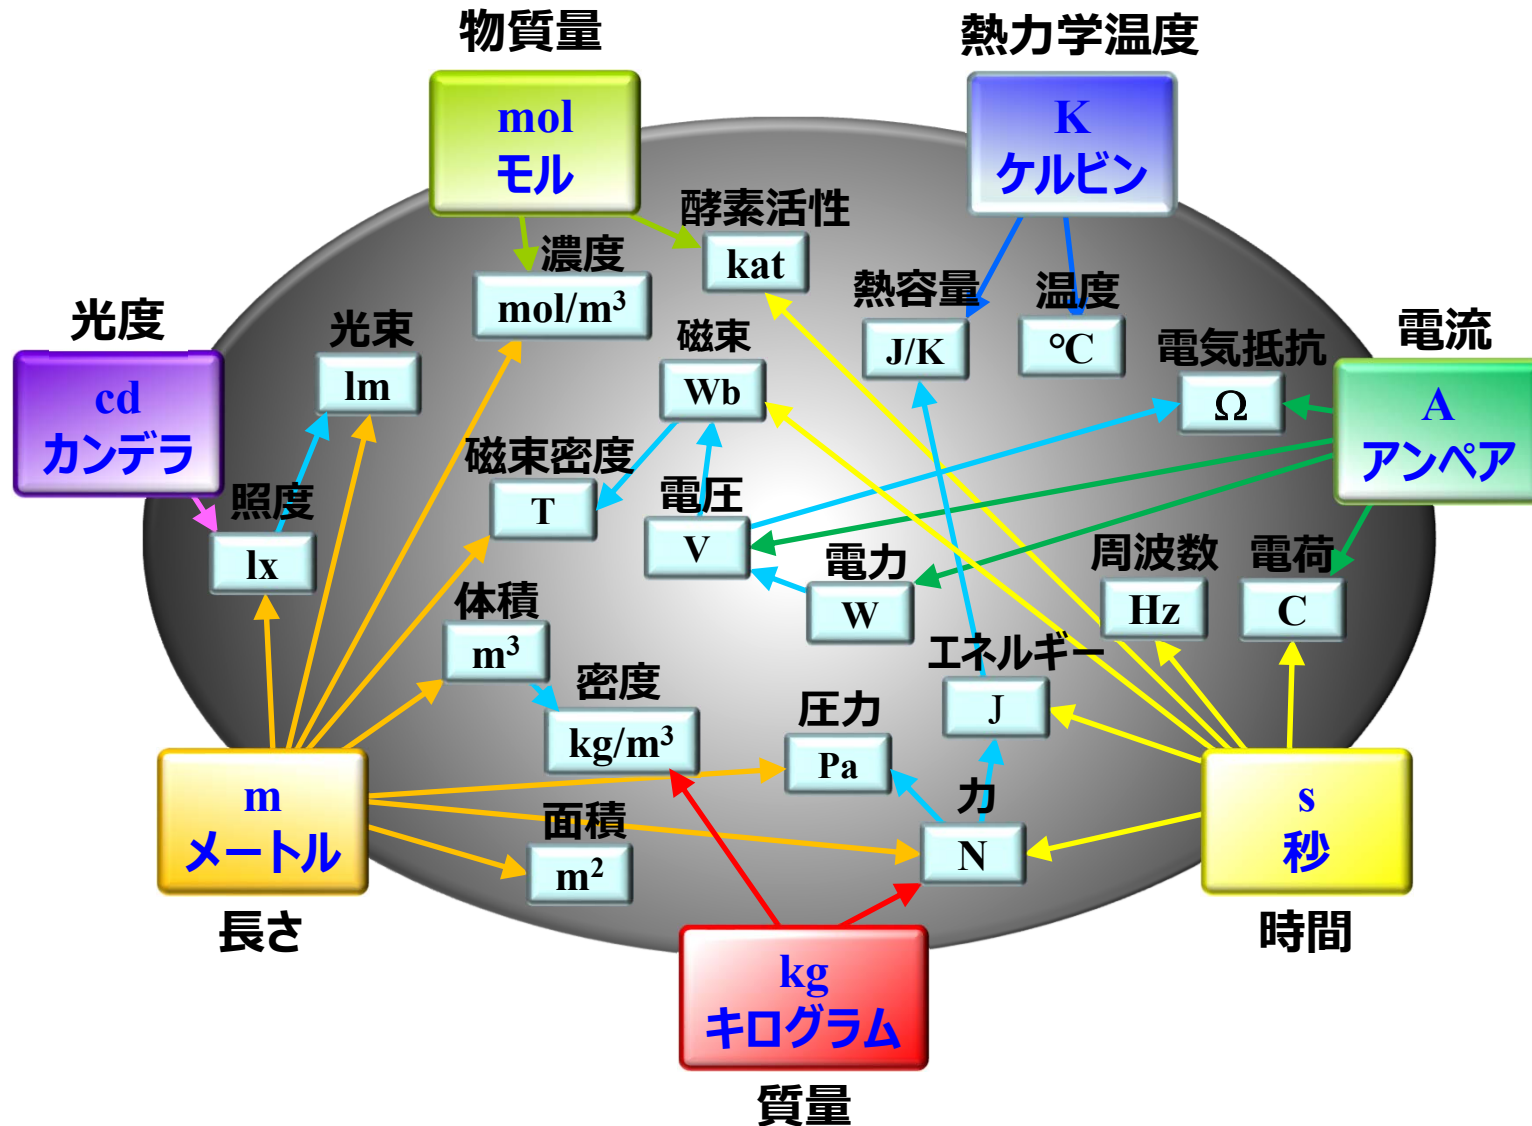 物質量
熱力学温度
mol
モル
K
ケルビン
酵素活性
kat
濃度
mol/m³
熱容量
J/K
温度
℃
光度
cd
カンデラ
光束
lm
磁束
Wb
電気抵抗
Ω
電流
A
アンペア
磁束密度
T
照度
lx
電圧
V
電力
W
周波数
Hz
電荷
C
体積
m³
エネルギー
J
密度
kg/m³
圧力
Pa
力
N
面積
m²
m
メートル
長さ
s
秒
時間
kg
キログラム
質量